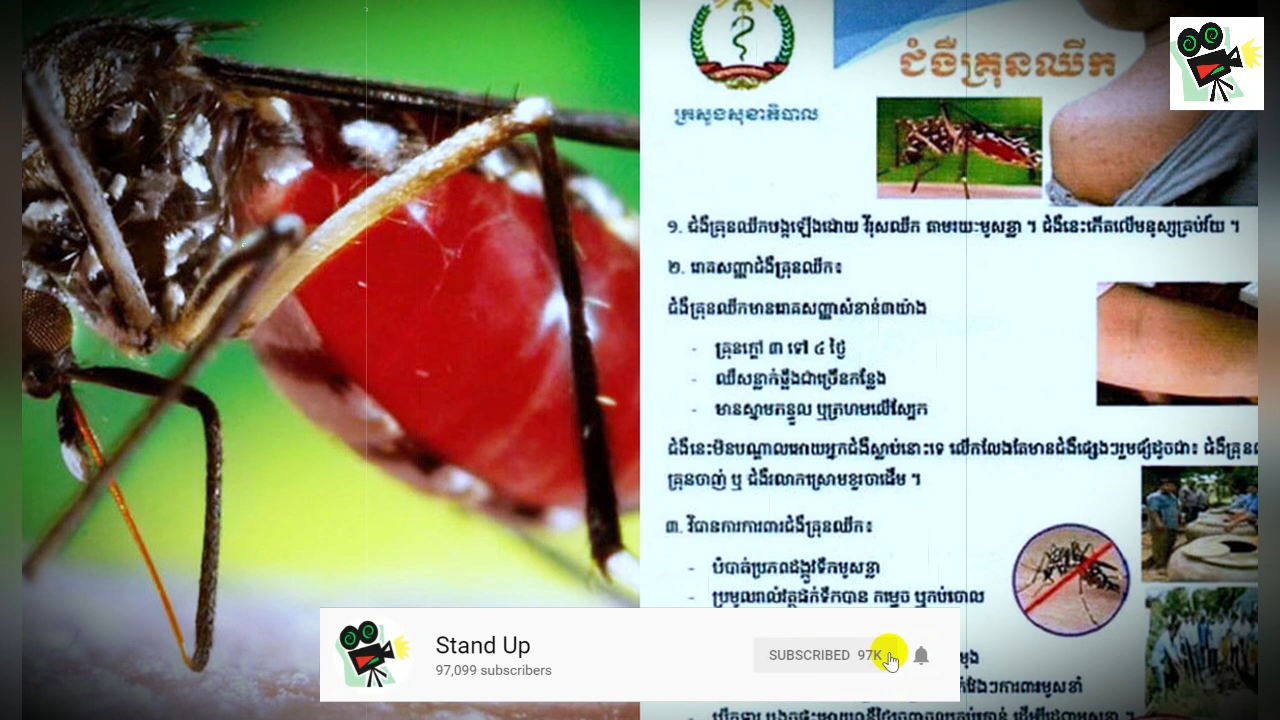 ជំងឺគ្រុនឈីក
ក្រសួងសុខាភិបាល
១. ជំងឺគ្រុនឈីកបង្កឡើងដោយ វីរុសឈីក តាមរយៈមូសខ្លា ។ ជំងឺនេះកើតលើមនុស្សគ្រប់វ័យ ។
២. រោគសញ្ញាជំងឺគ្រុនឈីក៖
ជំងឺគ្រុនឈីកមានរោគសញ្ញាសំខាន់៣យ៉ាង
- គ្រុនក្តៅ ៣ ទៅ ៤ ថ្ងៃ
- ឈឺសន្លាក់ឆ្អឹងជាច្រើនកន្លែង
- មានស្នាមកន្ទួល ឬក្រហមលើស្បែក
ជំងឺនេះមិនបណ្តាលអោយអ្នកជំងឺស្លាប់នោះទេ លើកលែងតែមានជំងឺផ្សេងៗរួមផ្សំដូចជា៖ ជំងឺគ្រុន
គ្រុនចាញ់ ឬ ជំងឺរលាកស្រោមខួរជាដើម ។
៣. វិធានការការពារជំងឺគ្រុនឈីក៖
- បំបាត់ប្រភពដង្កូវទឹកមូសខ្លា
- ប្រមូលរាល់វត្ថុដក់ទឹកបាន កម្ទេច ឬកប់ចោល
Stand Up
97,099 subscribers
SUBSCRIBED 97K